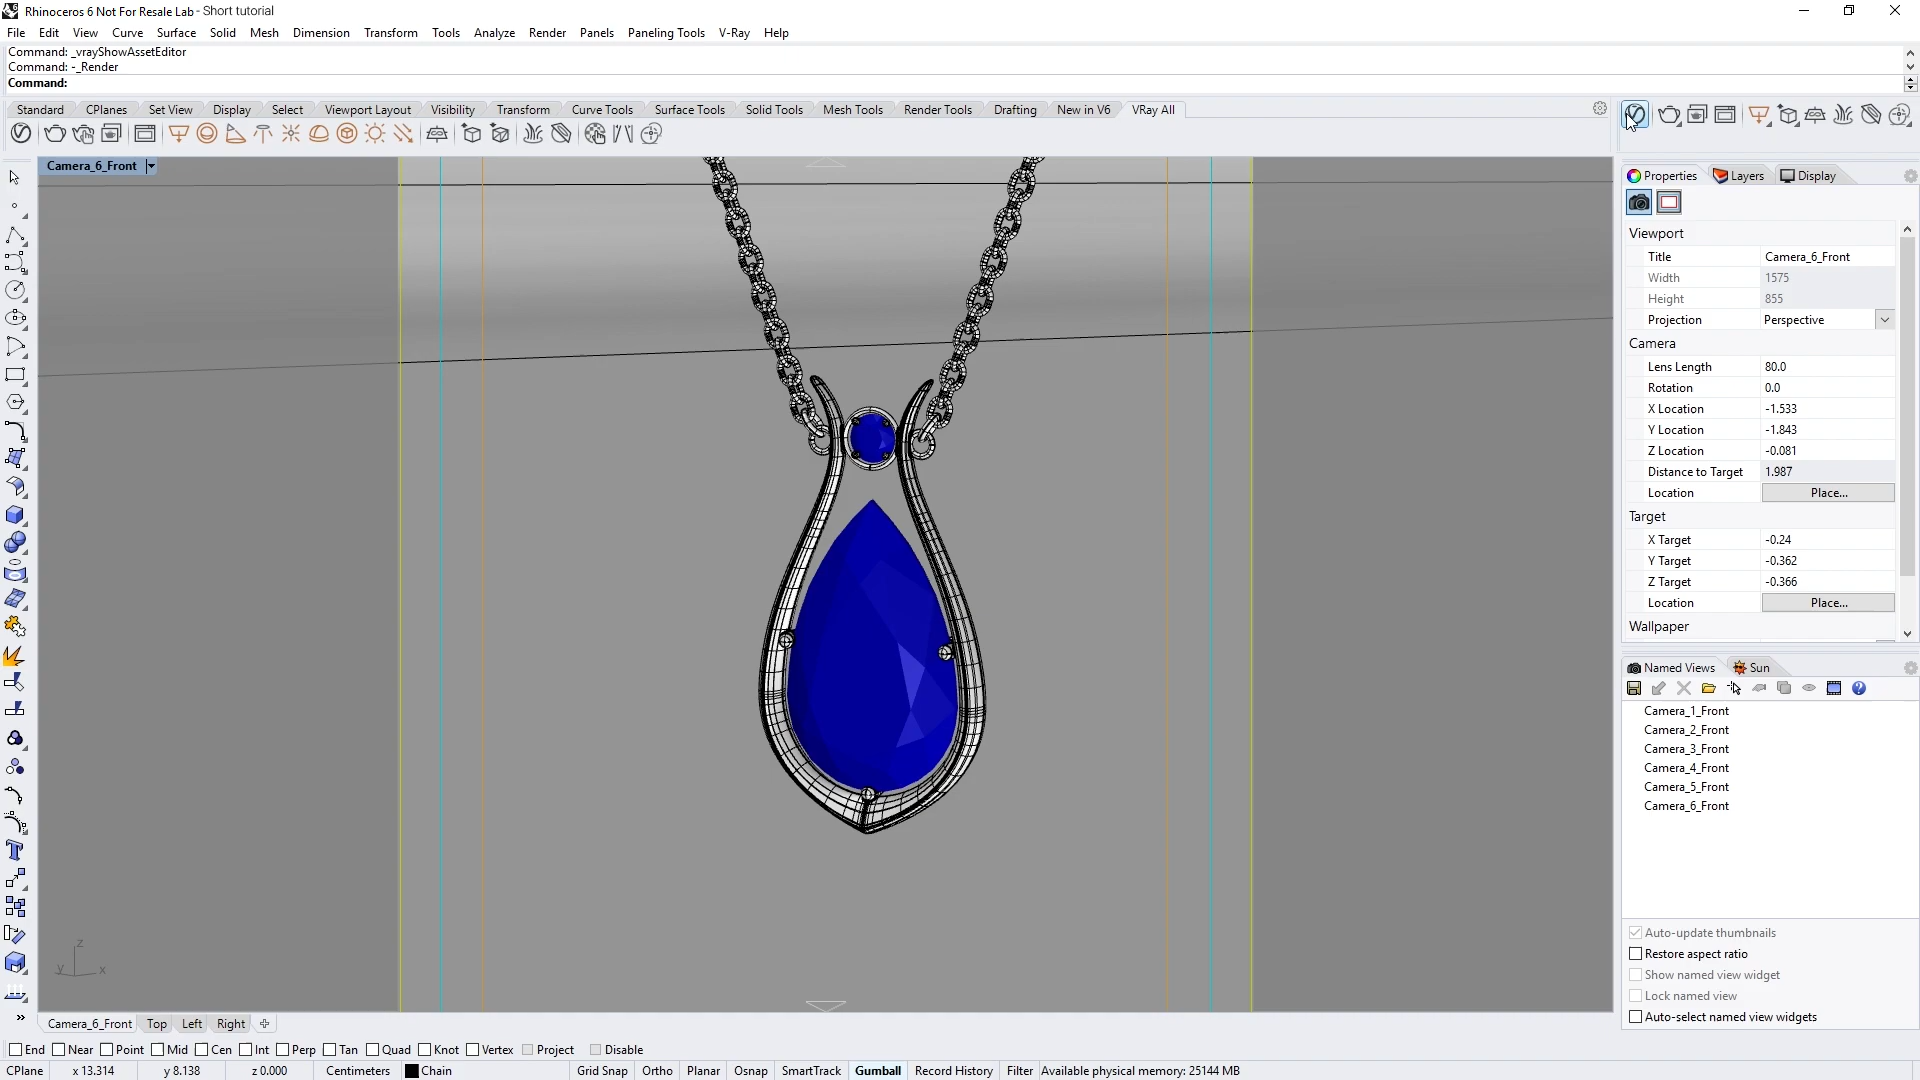 Rhinoceros 6 Not For Resale Lab - Short tutorial
File Edit View Curve Surface Solid Mesh Dimension Transform Tools Analyze Render Panels Paneling Tools V-Ray Help
Command: _vrayShowAssetEditor
Command: -_Render
Command:
Standard CPlanes Set View Display Select Viewport Layout Visibility Transform Curve Tools Surface Tools Solid Tools Mesh Tools Render Tools Drafting New in V6 VRay All
Camera_6_Front
Properties Layers Display
Viewport
Title Camera_6_Front
Width 1575
Height 855
Projection Perspective
Camera
Lens Length 80.0
Rotation 0.0
X Location -1.533
Y Location -1.843
Z Location -0.081
Distance to Target 1.987
Location Place...
Target
X Target -0.24
Y Target -0.362
Z Target -0.366
Location Place...
Wallpaper
Named Views Sun
Camera_1_Front
Camera_2_Front
Camera_3_Front
Camera_4_Front
Camera_5_Front
Camera_6_Front
Auto-update thumbnails
Restore aspect ratio
Show named view widget
Lock named view
Auto-select named view widgets
z
y x
Camera_6_Front Top Left Right
End Near Point Mid Cen Int Perp Tan Quad Knot Vertex Project Disable
CPlane x 13.314 y 8.138 z 0.000 Centimeters Chain Grid Snap Ortho Planar Osnap SmartTrack Gumball Record History Filter Available physical memory: 25144 MB